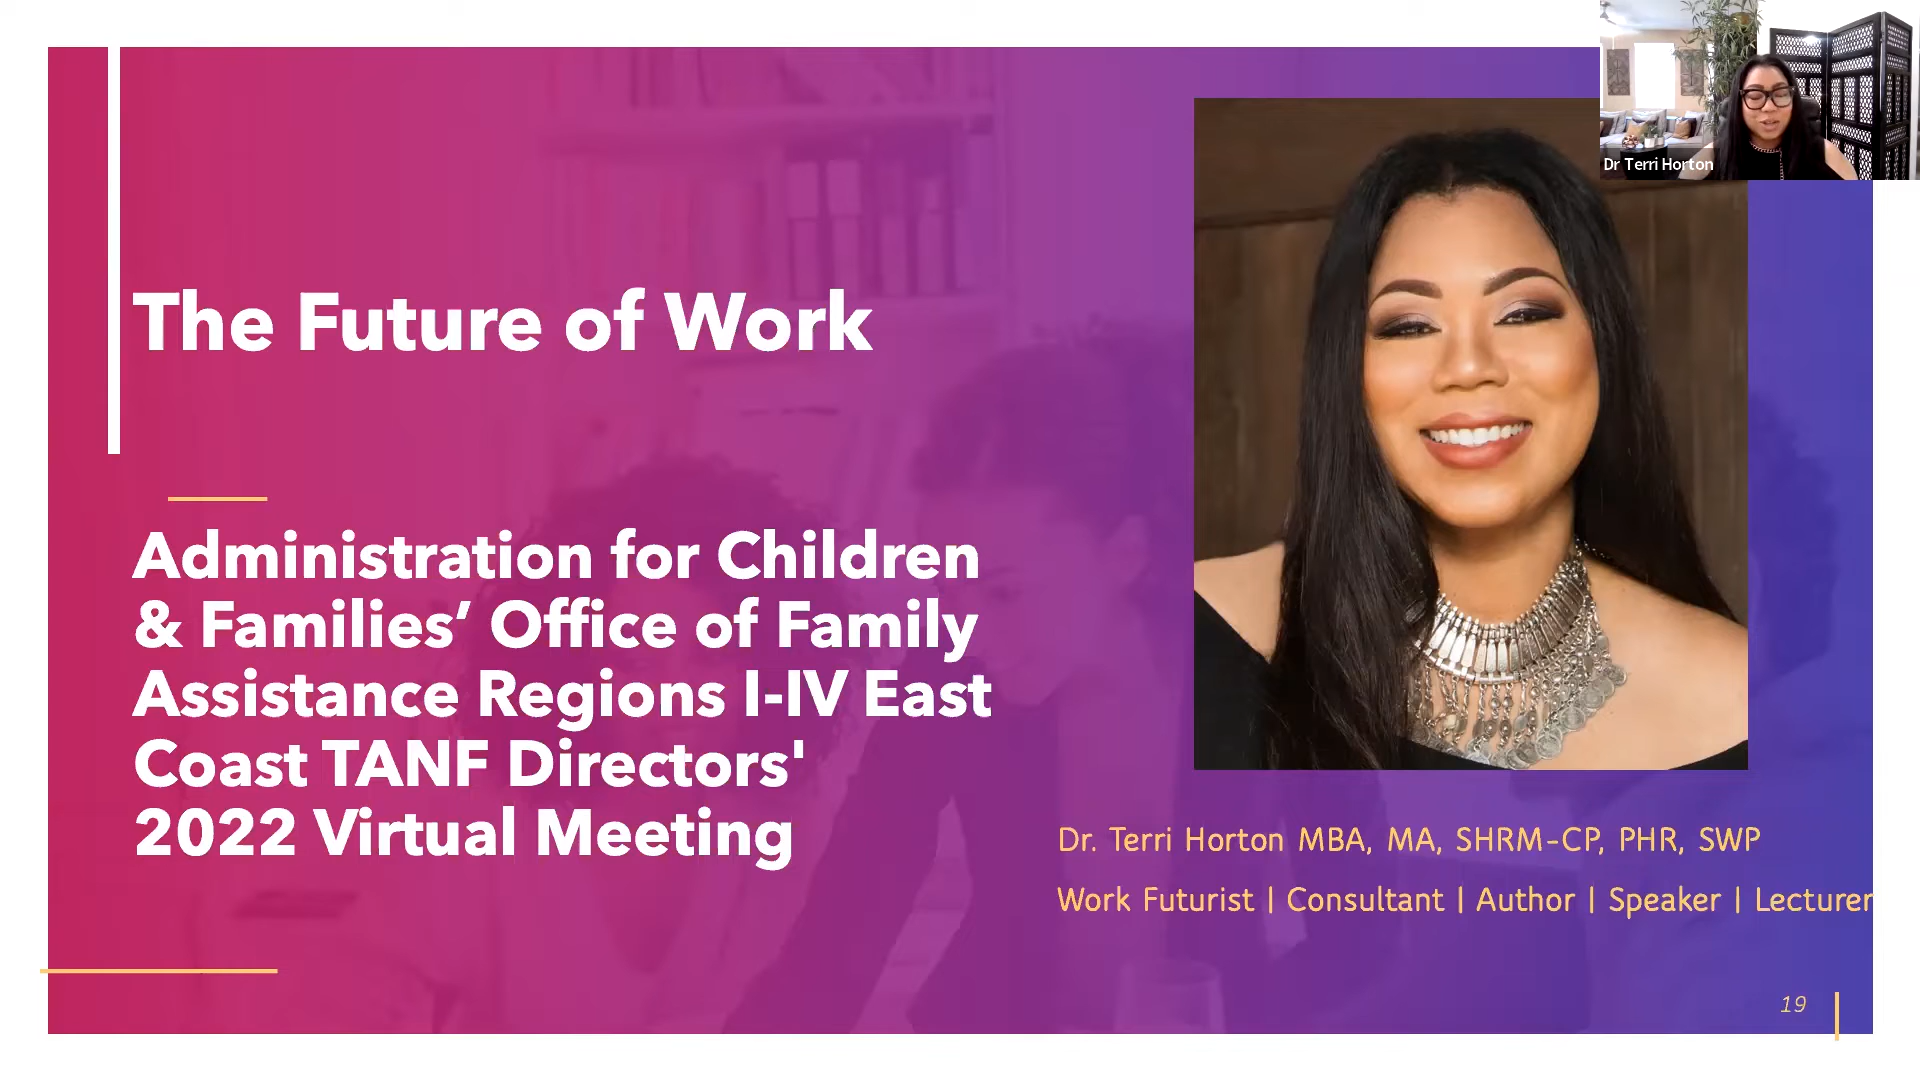 Dr Terri Horton
The Future of Work
Administration for Children
& Families’ Office of Family
Assistance Regions I-IV East
Coast TANF Directors'
2022 Virtual Meeting
Dr. Terri Horton MBA, MA, SHRM-CP, PHR, SWP
Work Futurist | Consultant | Author | Speaker | Lecturer
19